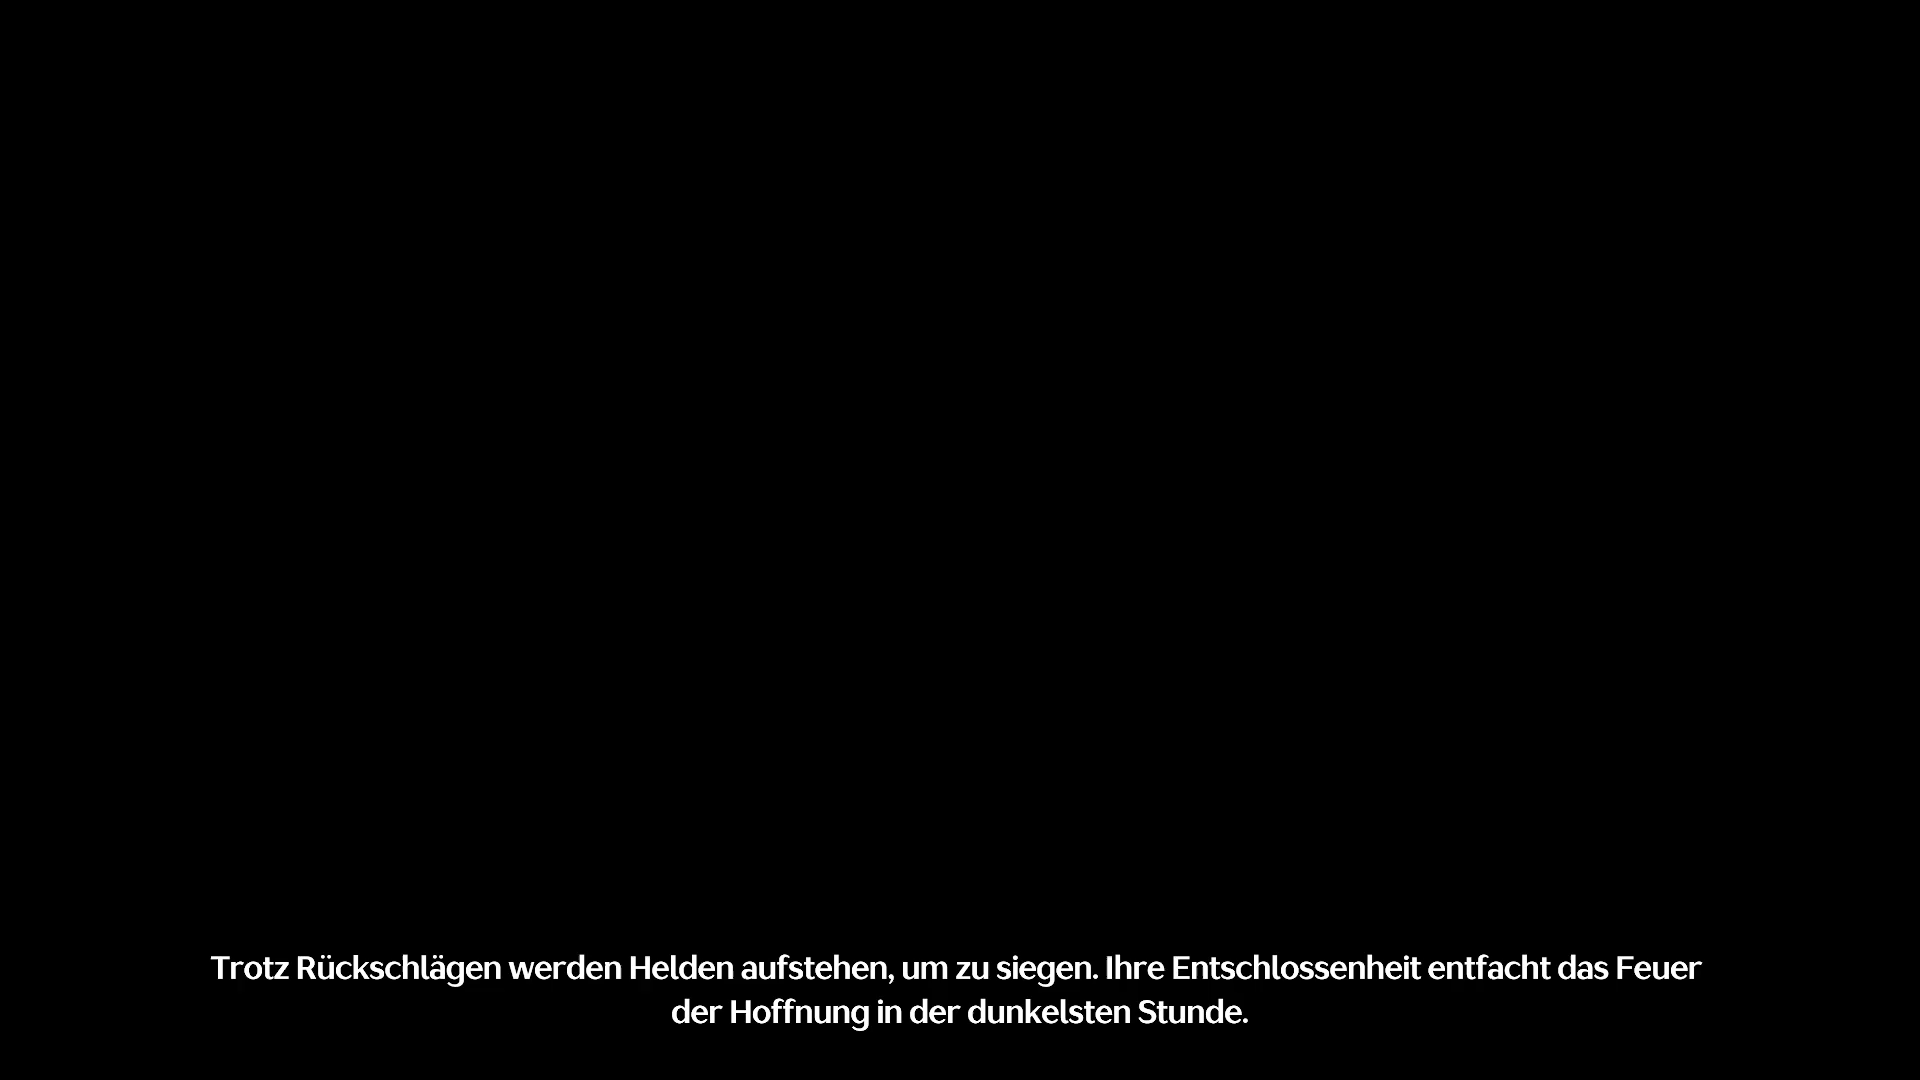 Trotz Rückschlägen werden Helden aufstehen, um zu siegen. Ihre Entschlossenheit entfacht das Feuer
der Hoffnung in der dunkelsten Stunde.